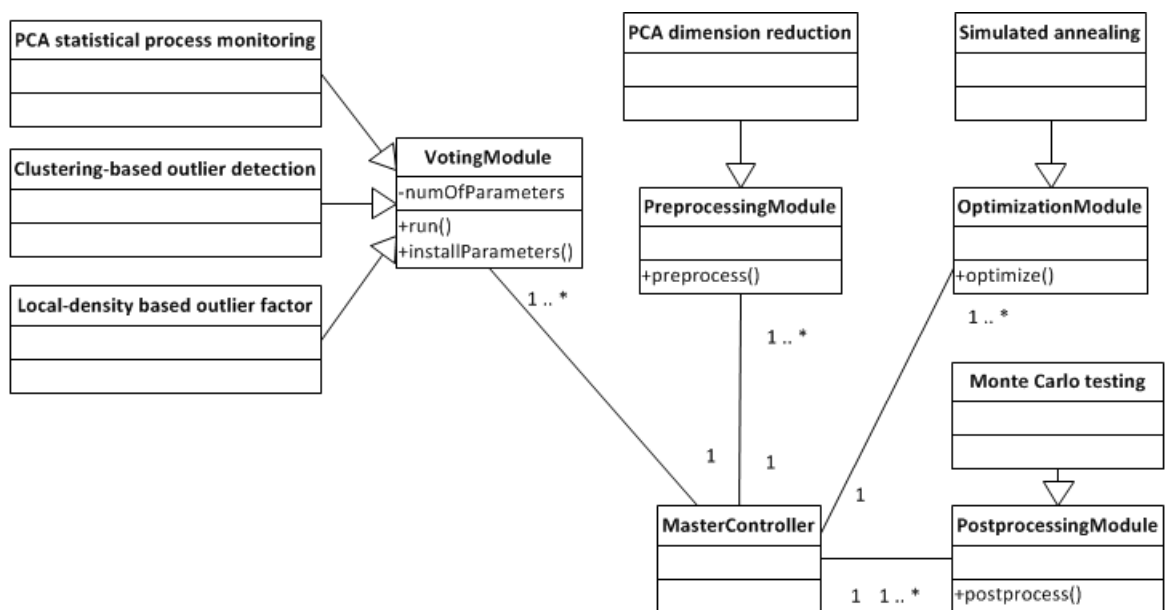 PCA statistical process monitoring
Clustering-based outlier detection
Local-density based outlier factor
VotingModule
-numOfParameters
+run()
+installParameters()
1 .. *
1
PCA dimension reduction
PreprocessingModule
+preprocess()
1 .. *
1
Simulated annealing
OptimizationModule
+optimize()
1 .. *
1
Monte Carlo testing
PostprocessingModule
+postprocess()
MasterController
1 1 .. *